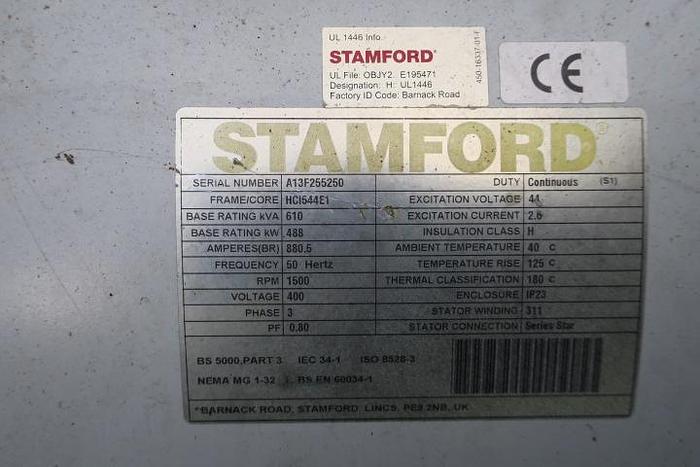 UL 1446 Info.
STAMFORD®
UL File: OBJY2. E195471
Designation: H: UL1446
Factory ID Code: Barnack Road
450-16337-01-F
CE
STAMFORD®
SERIAL NUMBER A13F255250 DUTY Continuous (S1)
FRAME/CORE HCI544E1 EXCITATION VOLTAGE 44
BASE RATING kVA 610 EXCITATION CURRENT 2.6
BASE RATING kW 488 INSULATION CLASS H
AMPERES(BR) 880.5 AMBIENT TEMPERATURE 40 C
FREQUENCY 50 Hertz TEMPERATURE RISE 125 C
RPM 1500 THERMAL CLASSIFICATION 180 C
VOLTAGE 400 ENCLOSURE IP23
PHASE 3 STATOR WINDING 311
PF 0.80 STATOR CONNECTION Series Star
BS 5000,PART 3 IEC 34-1 ISO 8528-3
NEMA MG 1-32 BS EN 60034-1
BARNACK ROAD, STAMFORD, LINCS, PE9 2NB, UK